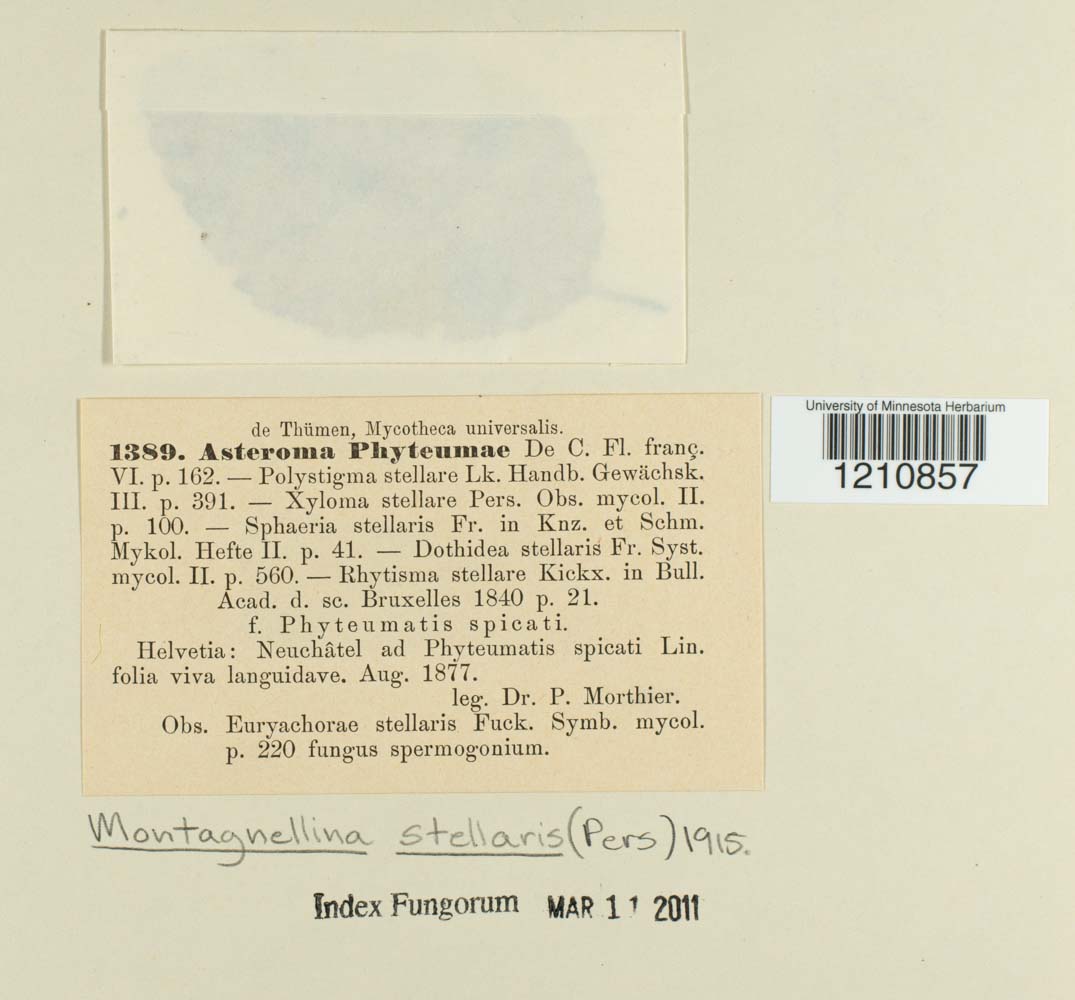 de Thümen, Mycotheca universalis.
1389. Asteroma Phyteumae De C. Fl. franç.
VI. p. 162. — Polystigma stellare Lk. Handb. Gewächsk.
III. p. 391. — Xyloma stellare Pers. Obs. mycol. II.
p. 100. — Sphaeria stellaris Fr. in Knz. et Schm.
Mykol. Hefte II. p. 41. — Dothidea stellaris Fr. Syst.
mycol. II. p. 560. — Rhytisma stellare Kickx. in Bull.
Acad. d. sc. Bruxelles 1840 p. 21.
f. Phyteumatis spicati.
Helvetia: Neuchâtel ad Phyteumatis spicati Lin.
folia viva languidave. Aug. 1877.
leg. Dr. P. Morthier.
Obs. Euryachorae stellaris Fuck. Symb. mycol.
p. 220 fungus spermogonium.
University of Minnesota Herbarium
1210857
Montagnellina stellaris (Pers) 1915.
Index Fungorum MAR 11 2011